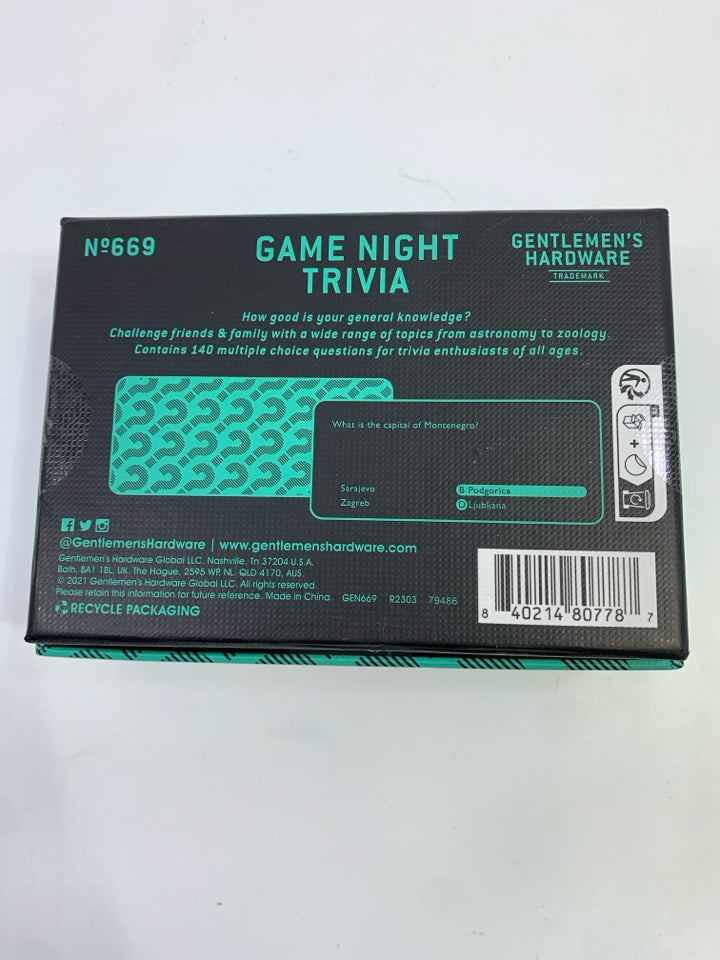 Nº669
GAME NIGHT
TRIVIA
GENTLEMEN'S
HARDWARE
TRADEMARK
How good is your general knowledge?
Challenge friends & family with a wide range of topics from astronomy to zoology.
Contains 140 multiple choice questions for trivia enthusiasts of all ages.
What is the capital of Montenegro?
Sarajevo
B Podgorica
Zagreb
D Ljubljana
+
@GentlemensHardware | www.gentlemenshardware.com
Gentlemen's Hardware Global LLC. Nashville, Tn 37204 U.S.A.
Bath, BA1 1BL, UK. The Hague, 2595 WP, NL. QLD 4170, AUS.
© 2021 Gentlemen's Hardware Global LLC. All rights reserved.
Please retain this information for future reference. Made in China. GEN669 R2303 79486
RECYCLE PACKAGING
8 40214 80778 7